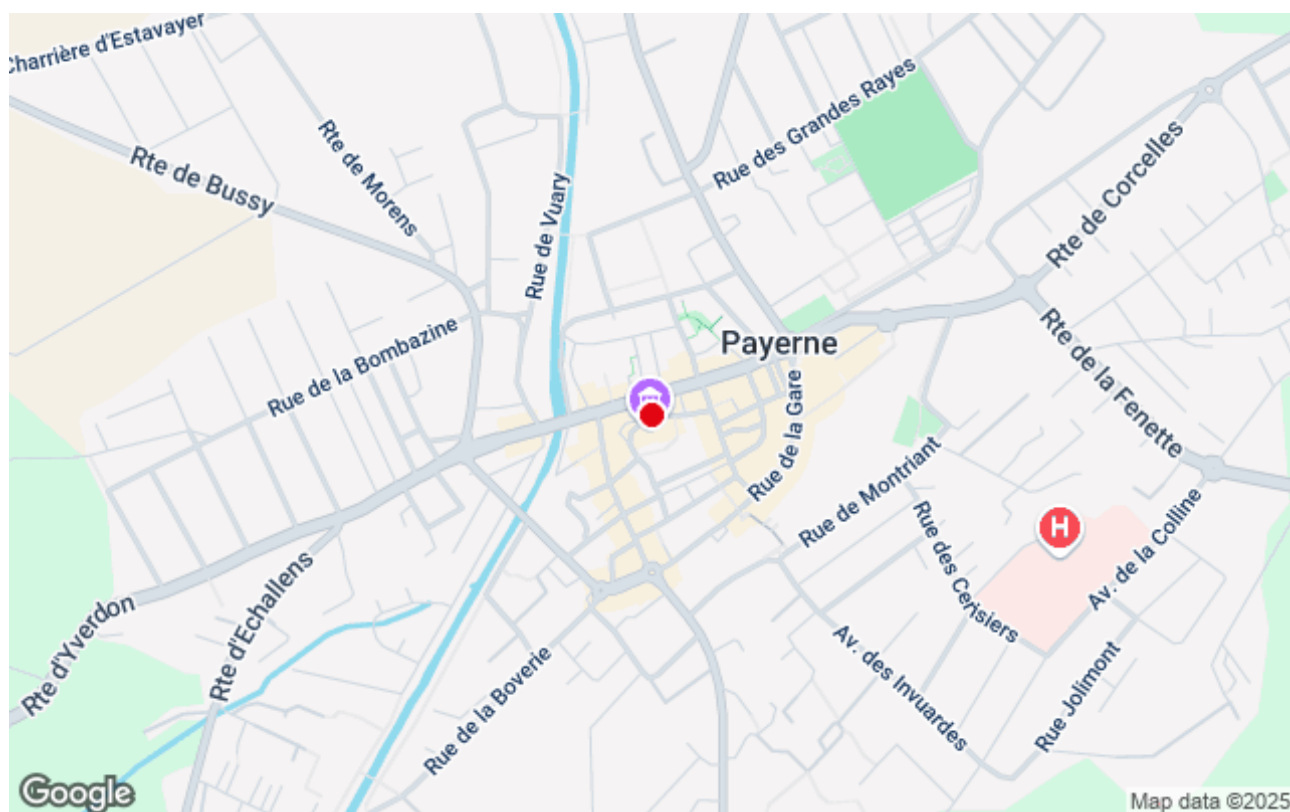 Charrière d'Estavayer
Rte de Bussy
Rte de Morens
Rue de Vuary
Rue des Grandes Rayes
Rte de Corcelles
Rue de la Bombazine
Payerne
Rue de la Gare
Rte de la Fenette
Rue de Montriant
H
Rue des Cerisiers
Av. de la Colline
Rte d'Yverdon
Rte d'Echallens
Rue de la Boverie
Av. des Invuardes
Rue Jolimont
Google
Map data ©2025